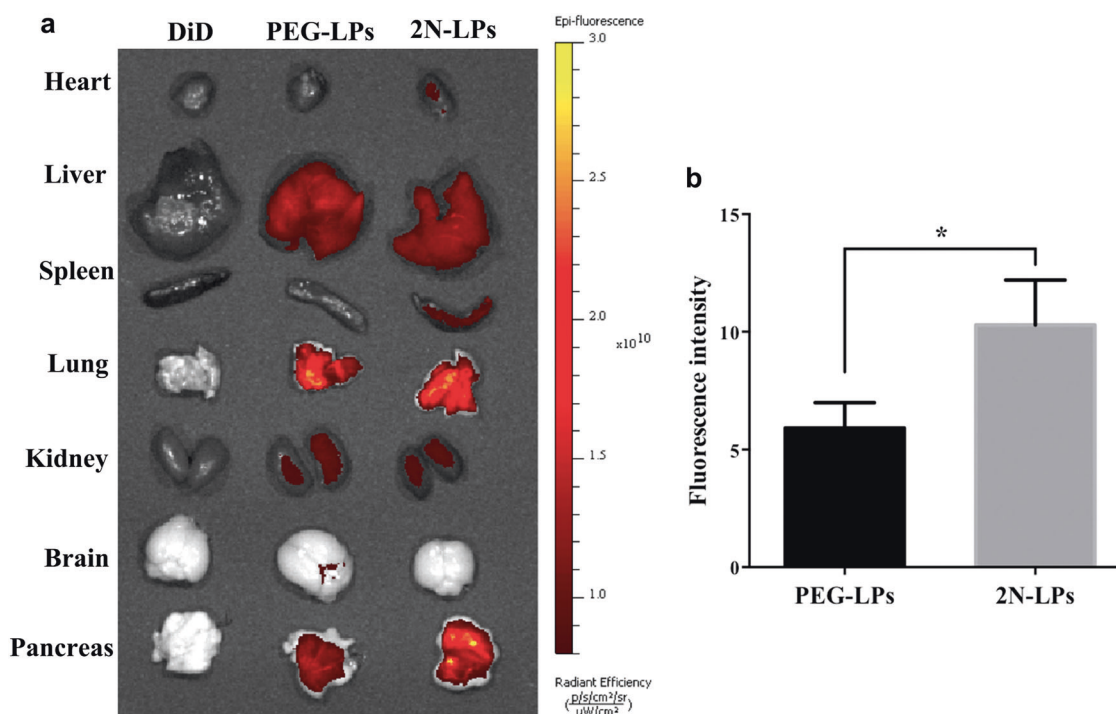 a
DiD PEG-LPs 2N-LPs
Heart
Liver
Spleen
Lung
Kidney
Brain
Pancreas
Epi-fluorescence
3.0
2.5
2.0
x10^10
1.5
1.0
Radiant Efficiency
(p/s/cm²/sr
µW/cm²)
b
15
*
10
5
0
Fluorescence intensity
PEG-LPs 2N-LPs